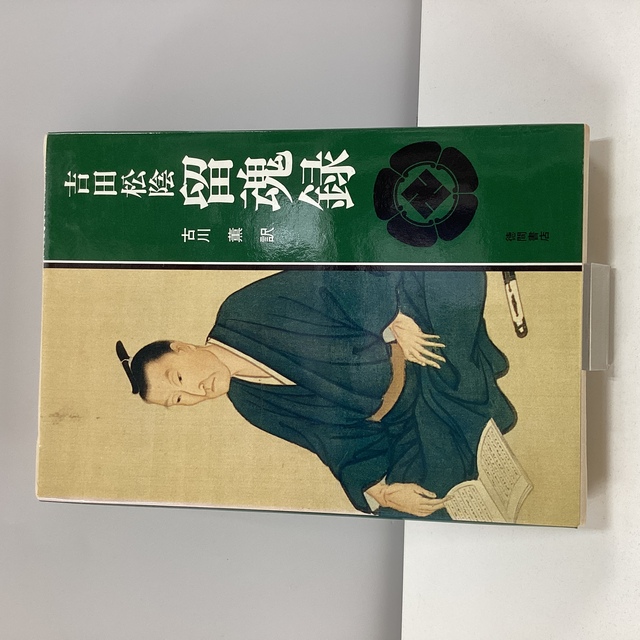 吉田松陰
留魂録
古川 薫 訳
徳間書店